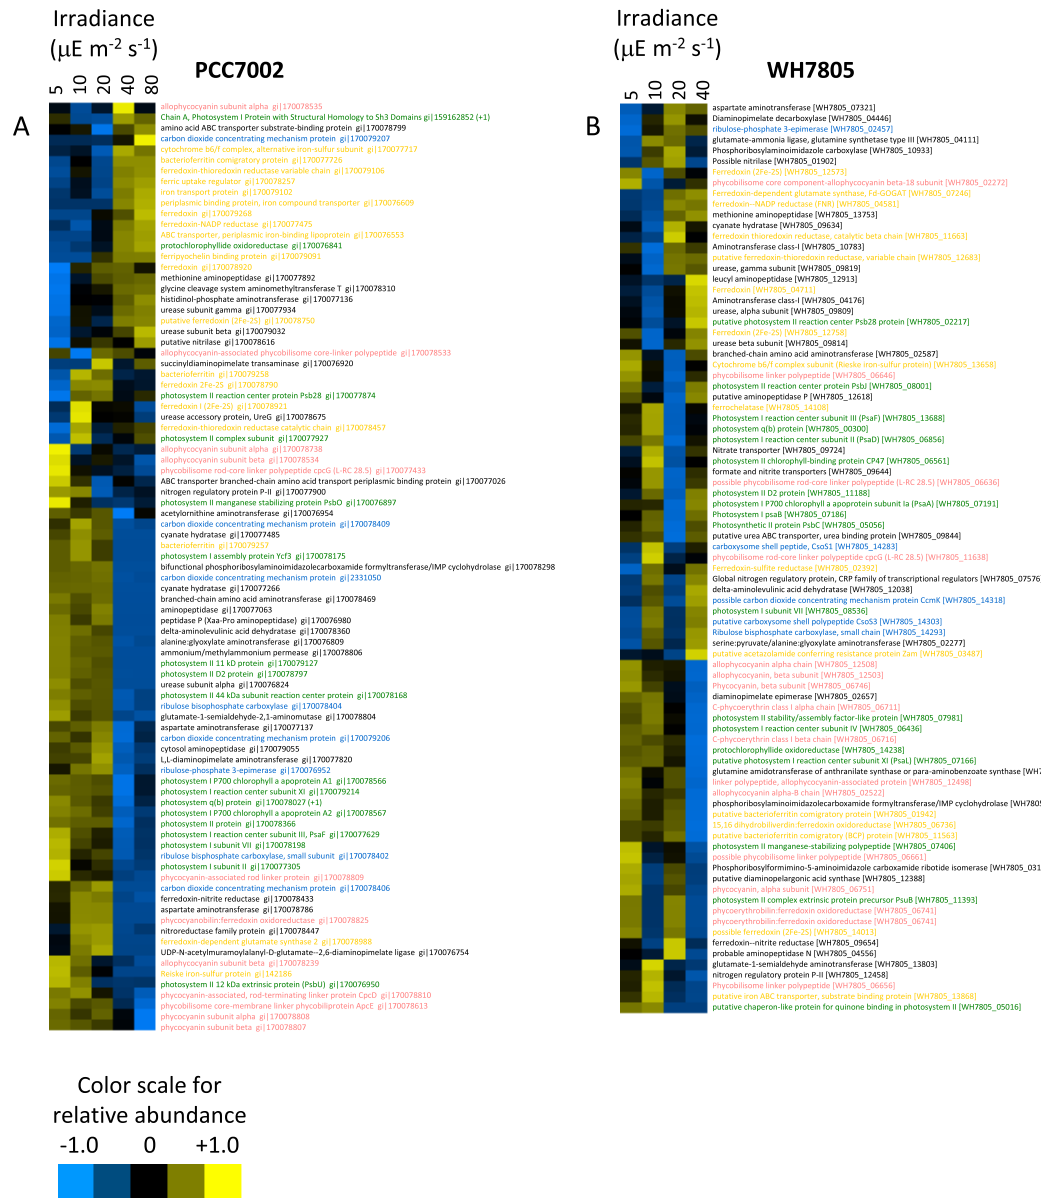 Irradiance
(μE m-2 s-1)
PCC7002
5 10 20 40 80
A
allophycocyanin subunit alpha gi|170078535
Chain A, Photosystem I Protein with Structural Homology to Sh3 Domains gi|159162852 (+1)
amino ABC transporter substrate-binding protein gi|170078799
carbon dioxide concentrating mechanism protein gi|170079207
cytochrome b6/f complex, alternative iron-sulfur subunit gi|170077717
bacterioferritin comigratory protein gi|170077726
ferredoxin-thioredoxin reductase variable chain gi|170079106
ferric uptake regulator gi|170078257
iron transport protein gi|170079102
periplasmic binding protein, iron compound transporter gi|170076609
ferredoxin gi|170079268
ferredoxin-NADP reductase gi|170077475
ABC transporter, periplasmic iron-binding lipoprotein gi|170076553
protochlorophyllide oxidoreductase gi|170076841
ferripyochelin binding protein gi|170079091
ferredoxin gi|170078920
methionine aminopeptidase gi|170077892
glycine cleavage system aminomethyltransferase T gi|170078310
histidinol-phosphate aminotransferase gi|170077136
urease subunit gamma gi|170077934
putative ferredoxin (2Fe-2S) gi|170078750
urease subunit beta gi|170079032
putative nitrilase gi|170078616
allophycocyanin-associated phycobilisome core-linker polypeptide gi|170078533
succinyldiaminopimelate transaminase gi|170076920
bacterioferritin gi|170079258
ferredoxin 2Fe-2S gi|170078790
photosystem II reaction center protein Psb28 gi|170077874
ferredoxin I (2Fe-2S) gi|170078921
urease accessory protein, UreG gi|170078675
ferredoxin-thioredoxin reductase catalytic chain gi|170078457
photosystem II complex subunit gi|170077927
allophycocyanin subunit alpha gi|170078738
allophycocyanin subunit beta gi|170078534
phycobilisome rod-core linker polypeptide cpcG (L-RC 28.5) gi|170077433
ABC transporter branched-chain amino acid transport periplasmic binding protein gi|170077026
nitrogen regulatory protein P-II gi|170077900
photosystem II manganese stabilizing protein PsbO gi|170076897
acetylornithine aminotransferase gi|170076954
carbon dioxide concentrating mechanism protein gi|170078409
cyanate hydratase gi|170077485
bacterioferritin gi|170079257
photosystem I assembly protein Ycf3 gi|170078175
bifunctional phosphoribosylaminoimidazolecarboxamide formyltransferase/IMP cyclohydrolase gi|170078298
carbon dioxide concentrating mechanism protein gi|2331050
cyanate hydratase gi|170077266
branched-chain amino acid aminotransferase gi|170078469
aminopeptidase gi|170077063
peptidase P (Xaa-Pro aminopeptidase) gi|170076980
delta-aminolevulinic acid dehydratase gi|170078360
alanine:glyoxylate aminotransferase gi|170076809
ammonium/methylammonium permease gi|170078806
photosystem II 11 kD protein gi|170079127
photosystem II D2 protein gi|170078797
urease subunit alpha gi|170076824
photosystem II 44 kDa subunit reaction center protein gi|170078168
ribulose bisphosphate carboxylase gi|170078404
glutamate-1-semialdehyde-2,1-aminomutase gi|170078804
aspartate aminotransferase gi|170077137
carbon dioxide concentrating mechanism protein gi|170079206
cytosol aminopeptidase gi|170079055
L,L-diaminopimelate aminotransferase gi|170077820
ribulose-phosphate 3-epimerase gi|170076952
photosystem I P700 chlorophyll a apoprotein A1 gi|170078566
photosystem I reaction center subunit XI gi|170079214
photosystem q(b) protein gi|170078027 (+1)
photosystem I P700 chlorophyll a apoprotein A2 gi|170078567
photosystem II protein gi|170078366
photosystem I reaction center subunit III, PsaF gi|170077629
photosystem I subunit VII gi|170078198
ribulose bisphosphate carboxylase, small subunit gi|170078402
photosystem I subunit II gi|170077305
phycocyanin-associated rod linker protein gi|170078809
carbon dioxide concentrating mechanism protein gi|170078406
ferredoxin-nitrite reductase gi|170078433
aspartate aminotransferase gi|170078786
phycocyanobilin:ferredoxin oxidoreductase gi|170078825
nitroreductase family protein gi|170078447
ferredoxin-dependent glutamate synthase 2 gi|170078988
UDP-N-acetylmuramoylalanyl-D-glutamate--2,6-diaminopimelate ligase gi|170076754
allophycocyanin subunit beta gi|170078239
Rieske iron-sulfur protein gi|142186
photosystem II 12 kDa extrinsic protein (PsbU) gi|170076950
phycocyanin-associated, rod-terminating linker protein CpcD gi|170078810
phycobilisome core-membrane linker phycobiliprotein ApcE gi|170078613
phycocyanin subunit alpha gi|170078808
phycocyanin subunit beta gi|170078807
Irradiance
(μE m-2 s-1)
WH7805
5 10 20 40
B
aspartate aminotransferase [WH7805_07321]
Diaminopimelate decarboxylase [WH7805_04446]
ribulose-phosphate 3-epimerase [WH7805_02457]
glutamate-ammonia ligase, glutamine synthetase type III [WH7805_04111]
Phosphoribosylaminoimidazole carboxylase [WH7805_10933]
Possible nitrilase [WH7805_01902]
Ferredoxin (2Fe-2S) [WH7805_12573]
phycobilisome core component-allophycocyanin beta-18 subunit [WH7805_02272]
Ferredoxin-dependent glutamate synthase, Fd-GOGAT [WH7805_07246]
ferredoxin--NADP reductase (FNR) [WH7805_04581]
methionine aminopeptidase [WH7805_13753]
cyanate hydratase [WH7805_09634]
ferredoxin thioredoxin reductase, catalytic beta chain [WH7805_11663]
Aminotransferase class-I [WH7805_10783]
putative ferredoxin-thioredoxin reductase, variable chain [WH7805_12683]
urease, gamma subunit [WH7805_09819]
leucyl aminopeptidase [WH7805_12913]
Ferredoxin [WH7805_04711]
Aminotransferase class-I [WH7805_04176]
urease, alpha subunit [WH7805_09809]
putative photosystem II reaction center Psb28 protein [WH7805_02217]
Ferredoxin (2Fe-2S) [WH7805_12758]
urease beta subunit [WH7805_09814]
branched-chain amino acid aminotransferase [WH7805_02587]
Cytochrome b6/f complex subunit (Rieske iron-sulfur protein) [WH7805_13658]
phycobilisome linker polypeptide [WH7805_06646]
photosystem II reaction center protein PsbJ [WH7805_08001]
putative aminopeptidase P [WH7805_12618]
ferrochelatase [WH7805_14108]
Photosystem I reaction center subunit III (PsaF) [WH7805_13688]
photosystem q(b) protein [WH7805_00300]
photosystem I reaction center subunit II (PsaD) [WH7805_06856]
Nitrate transporter [WH7805_09724]
photosystem II chlorophyll-binding protein CP47 [WH7805_06561]
formate and nitrite transporters [WH7805_09644]
possible phycobilisome rod-core linker polypeptide (L-RC 28.5) [WH7805_06636]
photosystem II D2 protein [WH7805_11188]
photosystem I P700 chlorophyll a apoprotein subunit Ia (PsaA) [WH7805_07191]
Photosystem I psaB [WH7805_07186]
Photosynthetic II protein PsbC [WH7805_05056]
putative urea ABC transporter, urea binding protein [WH7805_09844]
carboxysome shell peptide, CsoS1 [WH7805_14283]
phycobilisome rod-core linker polypeptide cpcG (L-RC 28.5) [WH7805_11638]
Ferredoxin-sulfite reductase [WH7805_02392]
Global nitrogen regulatory protein, CRP family of transcriptional regulators [WH7805_07576]
delta-aminolevulinic acid dehydratase [WH7805_12038]
possible carbon dioxide concentrating mechanism protein CcmK [WH7805_14318]
photosystem I subunit VII [WH7805_08536]
putative carboxysome shell polypeptide CsoS3 [WH7805_14303]
Ribulose bisphosphate carboxylase, small chain [WH7805_14293]
serine:pyruvate/alanine:glyoxylate aminotransferase [WH7805_02277]
putative acetazolamide conferring resistance protein Zam [WH7805_03487]
allophycocyanin alpha chain [WH7805_12508]
allophycocyanin, beta subunit [WH7805_12503]
Phycocyanin, beta subunit [WH7805_06746]
diaminopimelate epimerase [WH7805_02657]
C-phycoerythrin class I alpha chain [WH7805_06711]
photosystem II stability/assembly factor-like protein [WH7805_07981]
photosystem I reaction center subunit IV [WH7805_06436]
C-phycoerythrin class I beta chain [WH7805_06716]
protochlorophyllide oxidoreductase [WH7805_14238]
putative photosystem I reaction center subunit XI (PsaL) [WH7805_07166]
glutamine amidotransferase of anthranilate synthase or para-aminobenzoate synthase [WH7
linker polypeptide, allophycocyanin-associated protein [WH7805_12498]
allophycocyanin alpha-B chain [WH7805_02522]
phosphoribosylaminoimidazolecarboxamide formyltransferase/IMP cyclohydrolase [WH7805
putative bacterioferritin comigratory protein [WH7805_01942]
15,16 dihydrobiliverdin:ferredoxin oxidoreductase [WH7805_06736]
putative bacterioferritin comigratory (BCP) protein [WH7805_11563]
photosystem II manganese-stabilizing polypeptide [WH7805_07406]
possible phycobilisome linker polypeptide [WH7805_06661]
Phosphoribosylformimino-5-aminoimidazole carboxamide ribotide isomerase [WH7805_031
putative diaminopelargonic acid synthase [WH7805_12388]
phycocyanin, alpha subunit [WH7805_06751]
photosystem II complex extrinsic protein precursor PsuB [WH7805_11393]
phycoerythrobilin:ferredoxin oxidoreductase [WH7805_06741]
phycoerythrobilin:ferredoxin oxidoreductase [WH7805_06741]
possible ferredoxin (2Fe-2S) [WH7805_14013]
ferredoxin--nitrite reductase [WH7805_09654]
probable aminopeptidase N [WH7805_04556]
glutamate-1-semialdehyde aminotransferase [WH7805_13803]
nitrogen regulatory protein P-II [WH7805_12458]
Phycobilisome linker polypeptide [WH7805_06656]
putative iron ABC transporter, substrate binding protein [WH7805_13868]
putative chaperon-like protein for quinone binding in photosystem II [WH7805_05016]
Color scale for
relative abundance
-1.0 0 +1.0